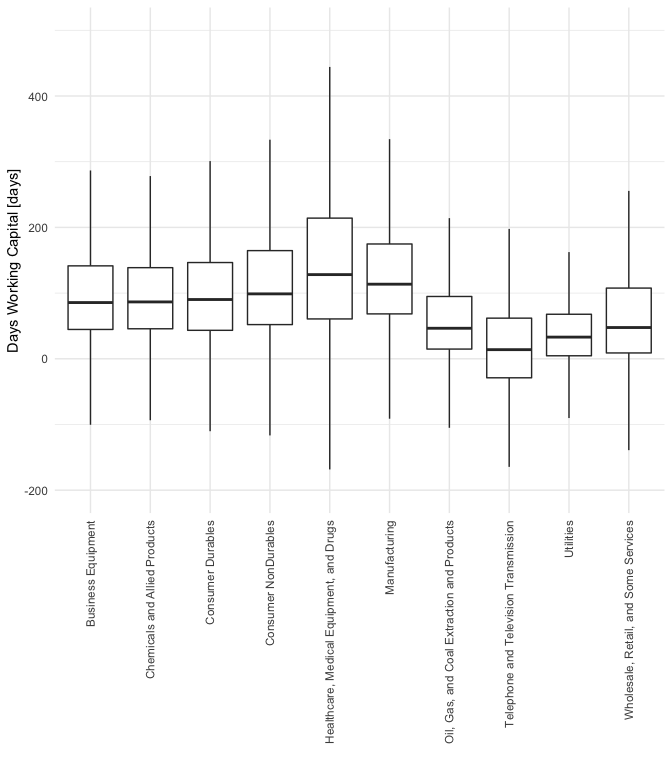 Days Working Capital [days]
400
200
0
-200
Business Equipment
Chemicals and Allied Products
Consumer Durables
Consumer NonDurables
Healthcare, Medical Equipment, and Drugs
Manufacturing
Oil, Gas, and Coal Extraction and Products
Telephone and Television Transmission
Utilities
Wholesale, Retail, and Some Services